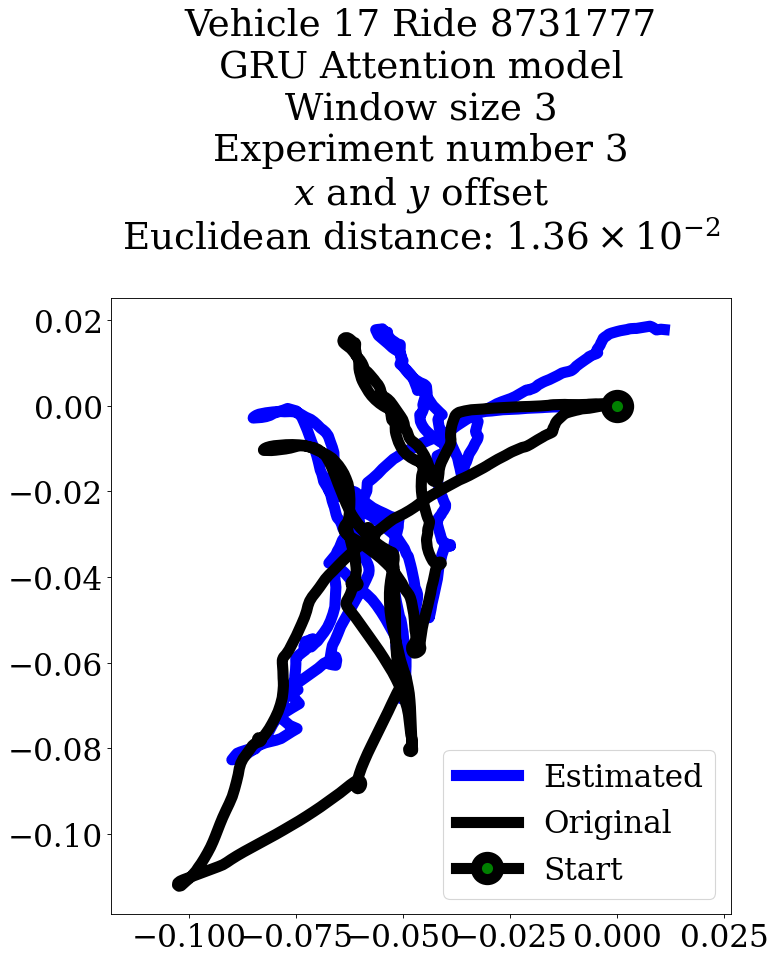 Vehicle 17 Ride 8731777
GRU Attention model
Window size 3
Experiment number 3
x and y offset
Euclidean distance: 1.36 × 10⁻²
0.02
0.00
−0.02
−0.04
−0.06
−0.08
−0.10
Estimated
Original
Start
−0.100 −0.075 −0.050 −0.025 0.000 0.025